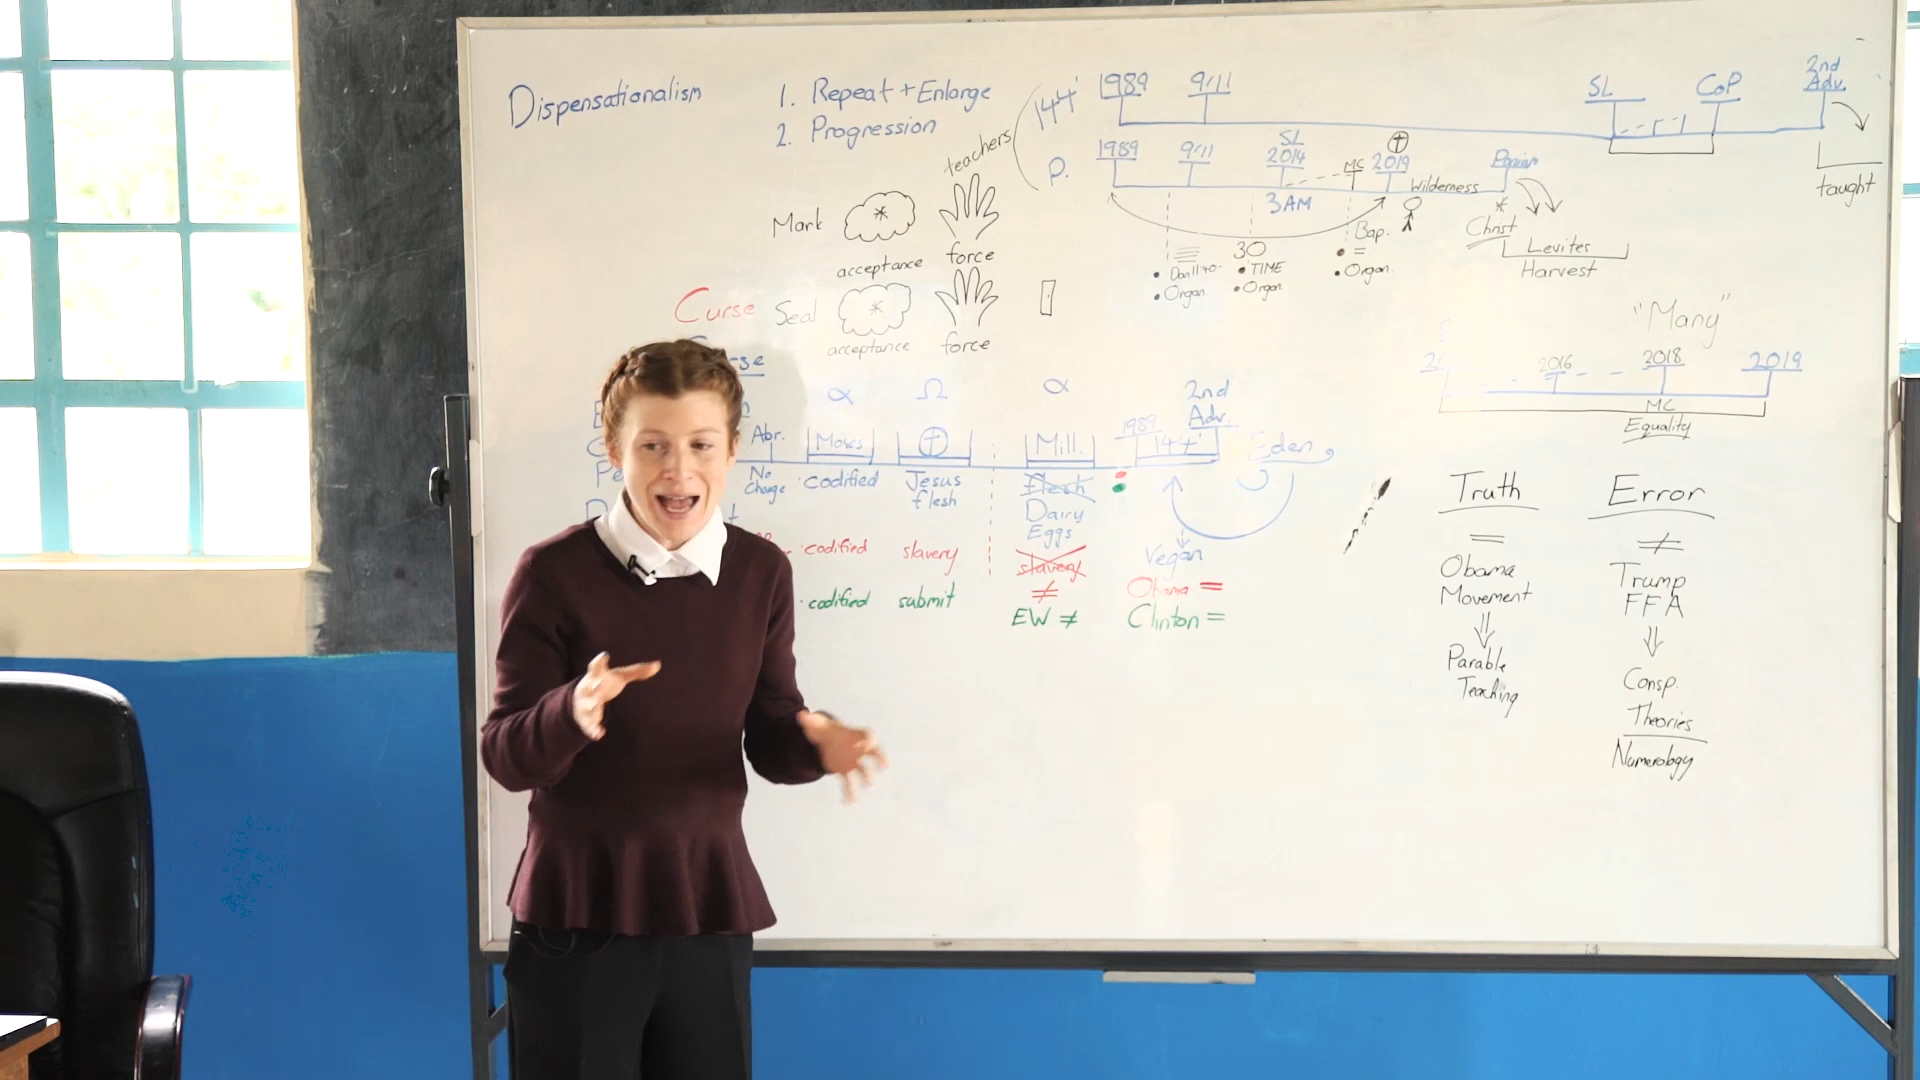 Dispensationalism
1. Repeat + Enlarge
2. Progression
teachers
144
1989
9/11
SL
CoP
2nd
Adv.
taught
P.
1989
9/11
SL
2014
MC
2019
Wilderness
3AM
Christ
Levites
Harvest
Dan11:40.
Organ.
30
TIME
Organ
Bap.
=
Organ.
Mark
acceptance
force
Curse
Seal
acceptance
force
"Many"
2016
2018
2019
MC
Equality
α
Ω
α
2nd
Adv.
Abr.
Moses
Mill.
1989
144
Eden
No
Change
codified
Jesus
flesh
Flesh
Dairy
Eggs
Vegan
codified
slavery
slavery
≠
Obama =
codified
submit
EW ≠
Clinton =
Truth
=
Obama
Movement
Parable
Teaching
Error
≠
Trump
FFA
Consp.
Theories
Numerology